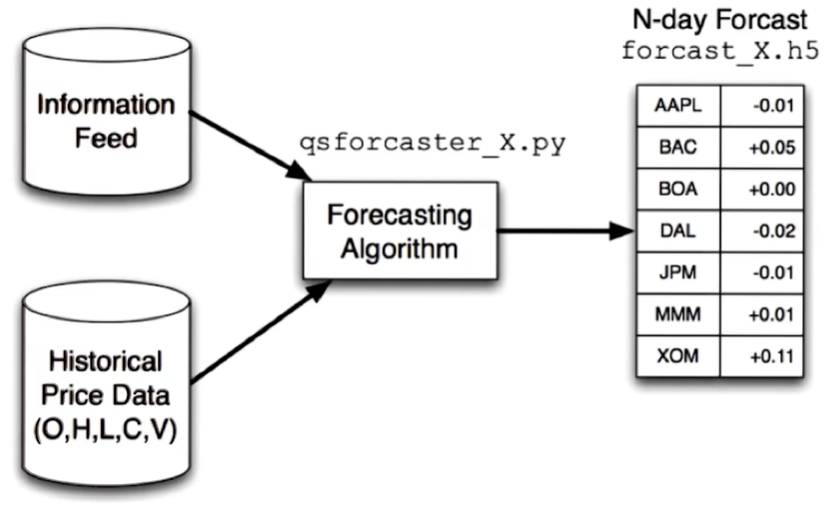 Information
Feed
Historical
Price Data
(O,H,L,C,V)
qsforcaster_X.py
Forecasting
Algorithm
N-day Forcast
forcast_X.h5
AAPL -0.01
BAC +0.05
BOA +0.00
DAL -0.02
JPM -0.01
MMM +0.01
XOM +0.11